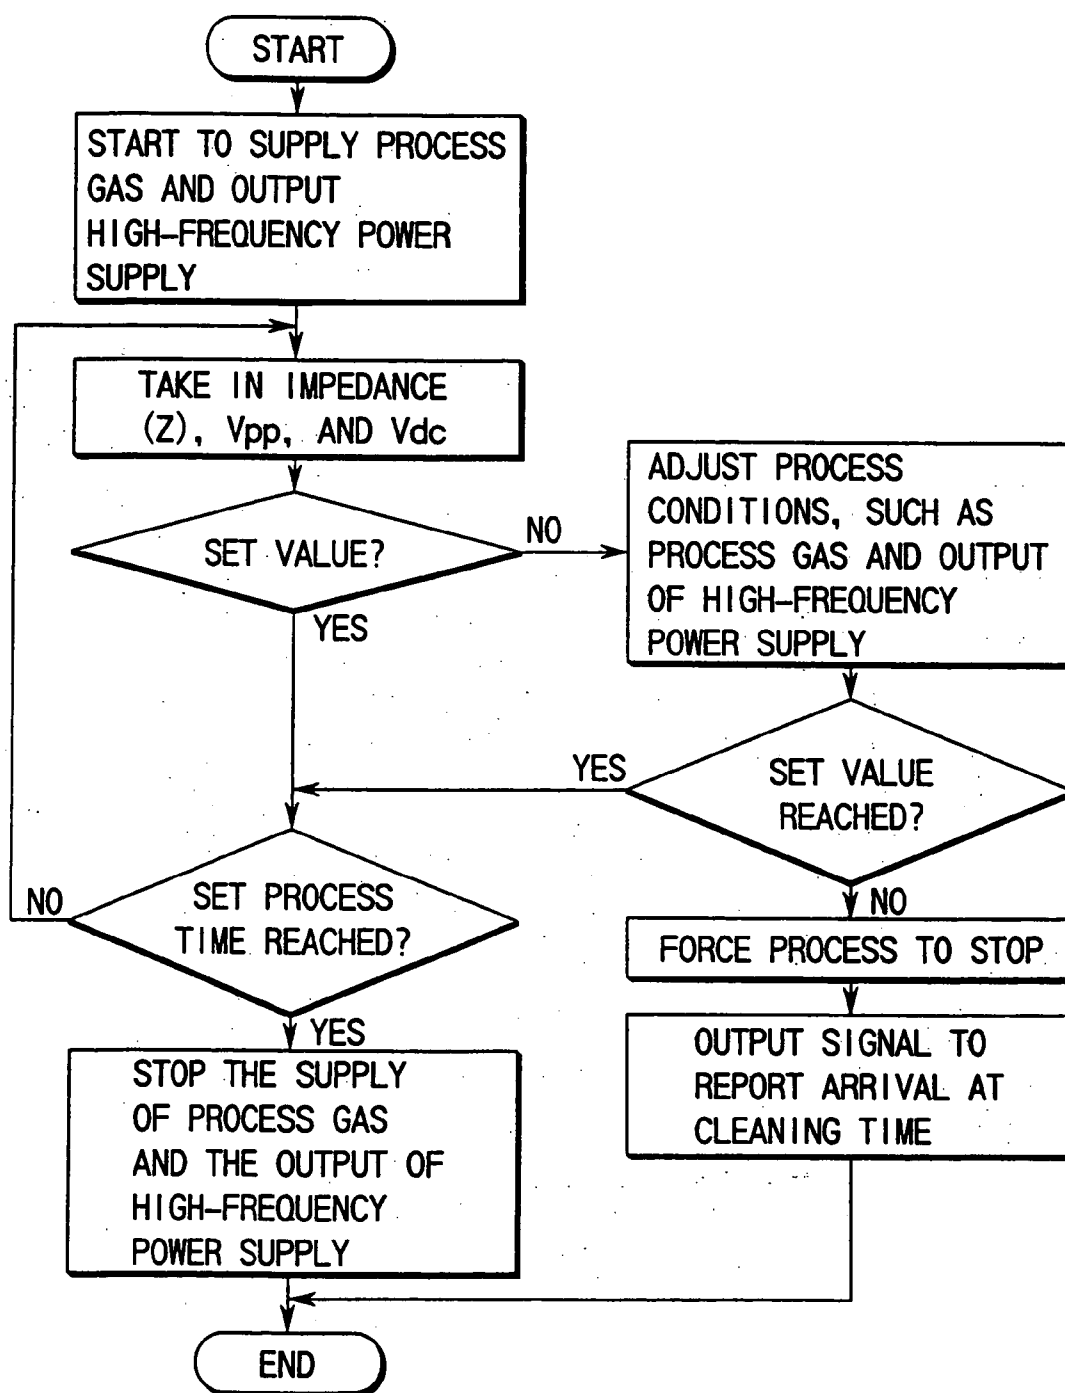 START
START TO SUPPLY PROCESS
GAS AND OUTPUT
HIGH-FREQUENCY POWER
SUPPLY
TAKE IN IMPEDANCE
(Z), Vpp, AND Vdc
SET VALUE?
NO
YES
ADJUST PROCESS
CONDITIONS, SUCH AS
PROCESS GAS AND OUTPUT
OF HIGH-FREQUENCY
POWER SUPPLY
SET VALUE
REACHED?
YES
NO
SET PROCESS
TIME REACHED?
NO
YES
FORCE PROCESS TO STOP
OUTPUT SIGNAL TO
REPORT ARRIVAL AT
CLEANING TIME
STOP THE SUPPLY
OF PROCESS GAS
AND THE OUTPUT OF
HIGH-FREQUENCY
POWER SUPPLY
END